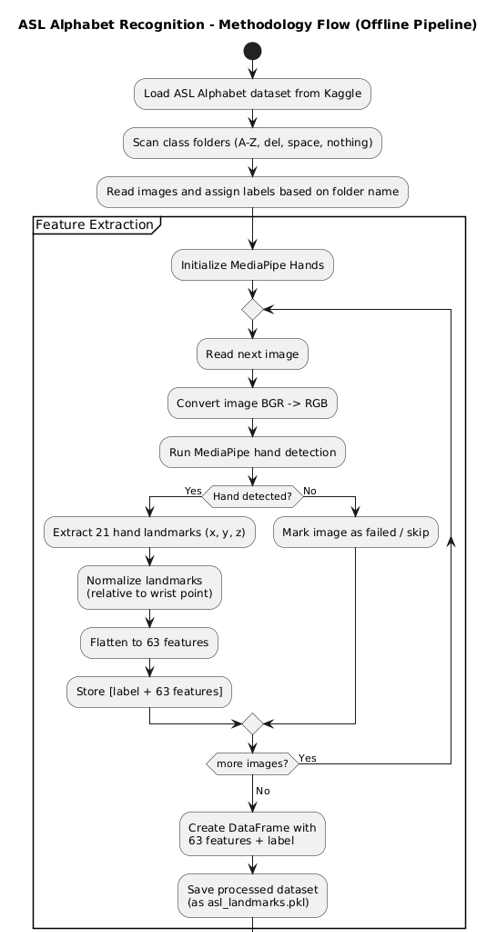 ASL Alphabet Recognition - Methodology Flow (Offline Pipeline)
Load ASL Alphabet dataset from Kaggle
Scan class folders (A-Z, del, space, nothing)
Read images and assign labels based on folder name
Feature Extraction
Initialize MediaPipe Hands
Read next image
Convert image BGR -> RGB
Run MediaPipe hand detection
Yes
Hand detected?
No
Extract 21 hand landmarks (x, y, z)
Mark image as failed / skip
Normalize landmarks
(relative to wrist point)
Flatten to 63 features
Store [label + 63 features]
more images?
Yes
No
Create DataFrame with
63 features + label
Save processed dataset
(as asl_landmarks.pkl)